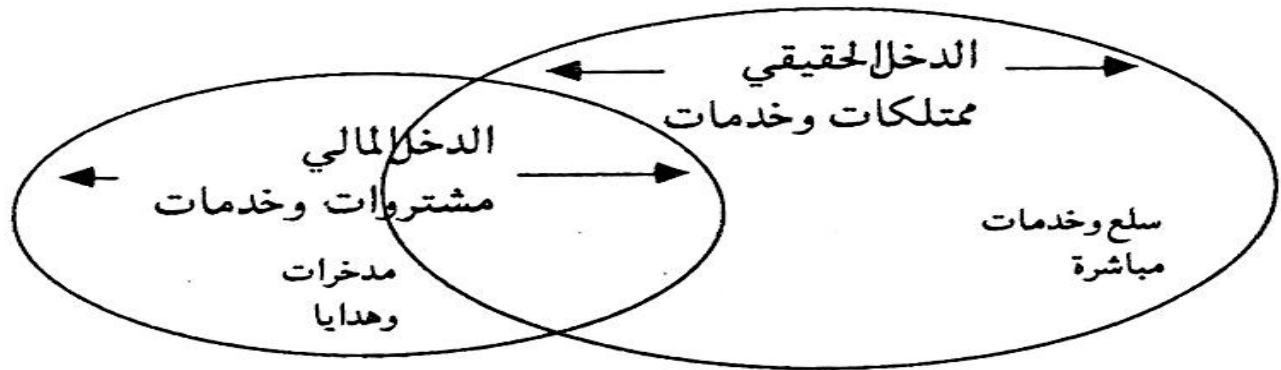 الدخل الحقيقي
ممتلكات وخدمات
سلع وخدمات
مباشرة
الدخل المالي
مشتروات وخدمات
مدخرات
وهدايا